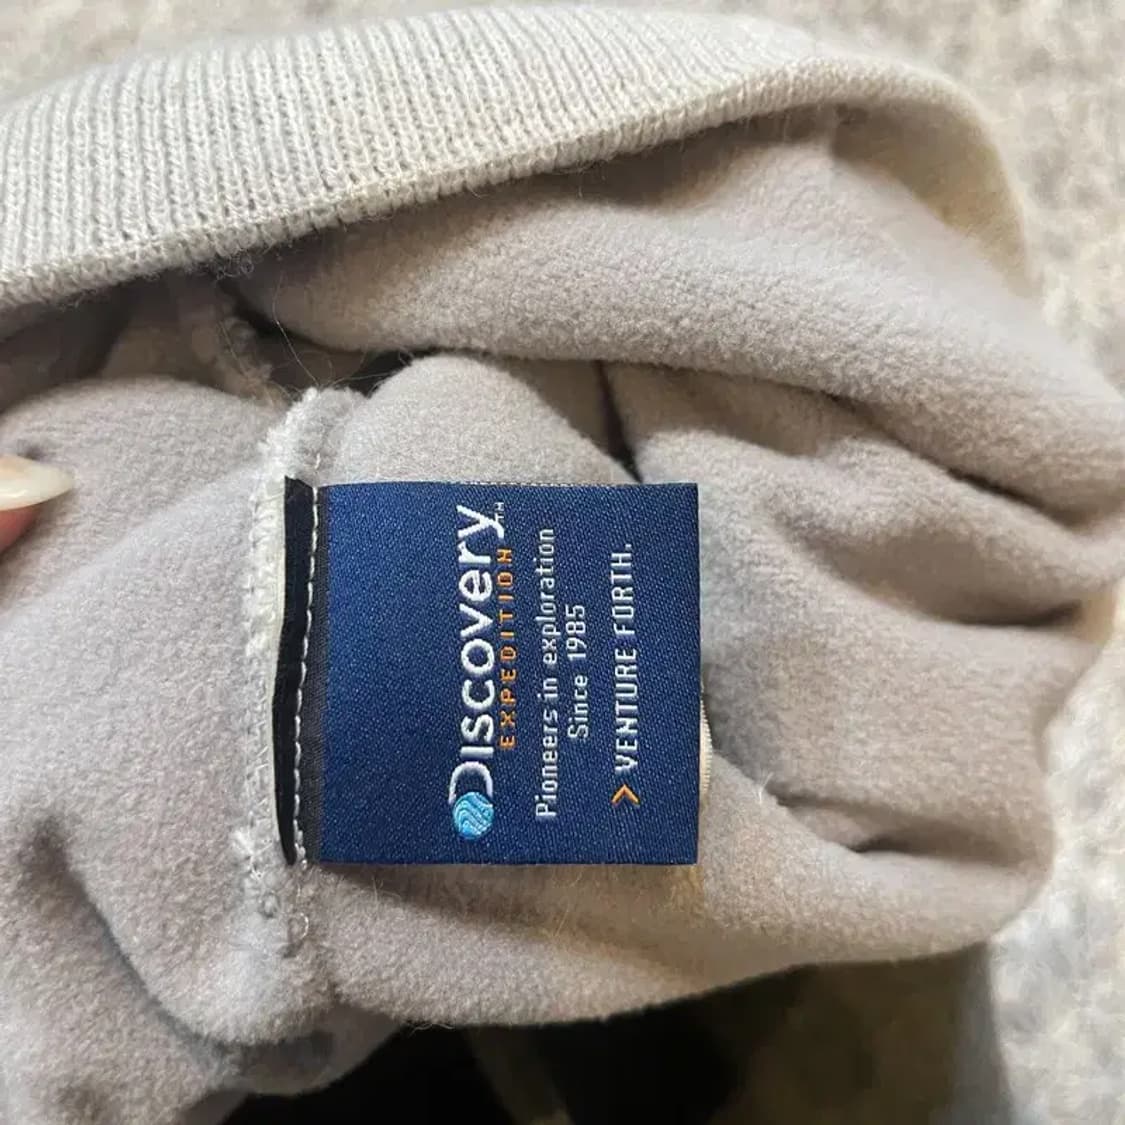 Discovery™
EXPEDITION
Pioneers in exploration
Since 1985
> VENTURE FORTH.